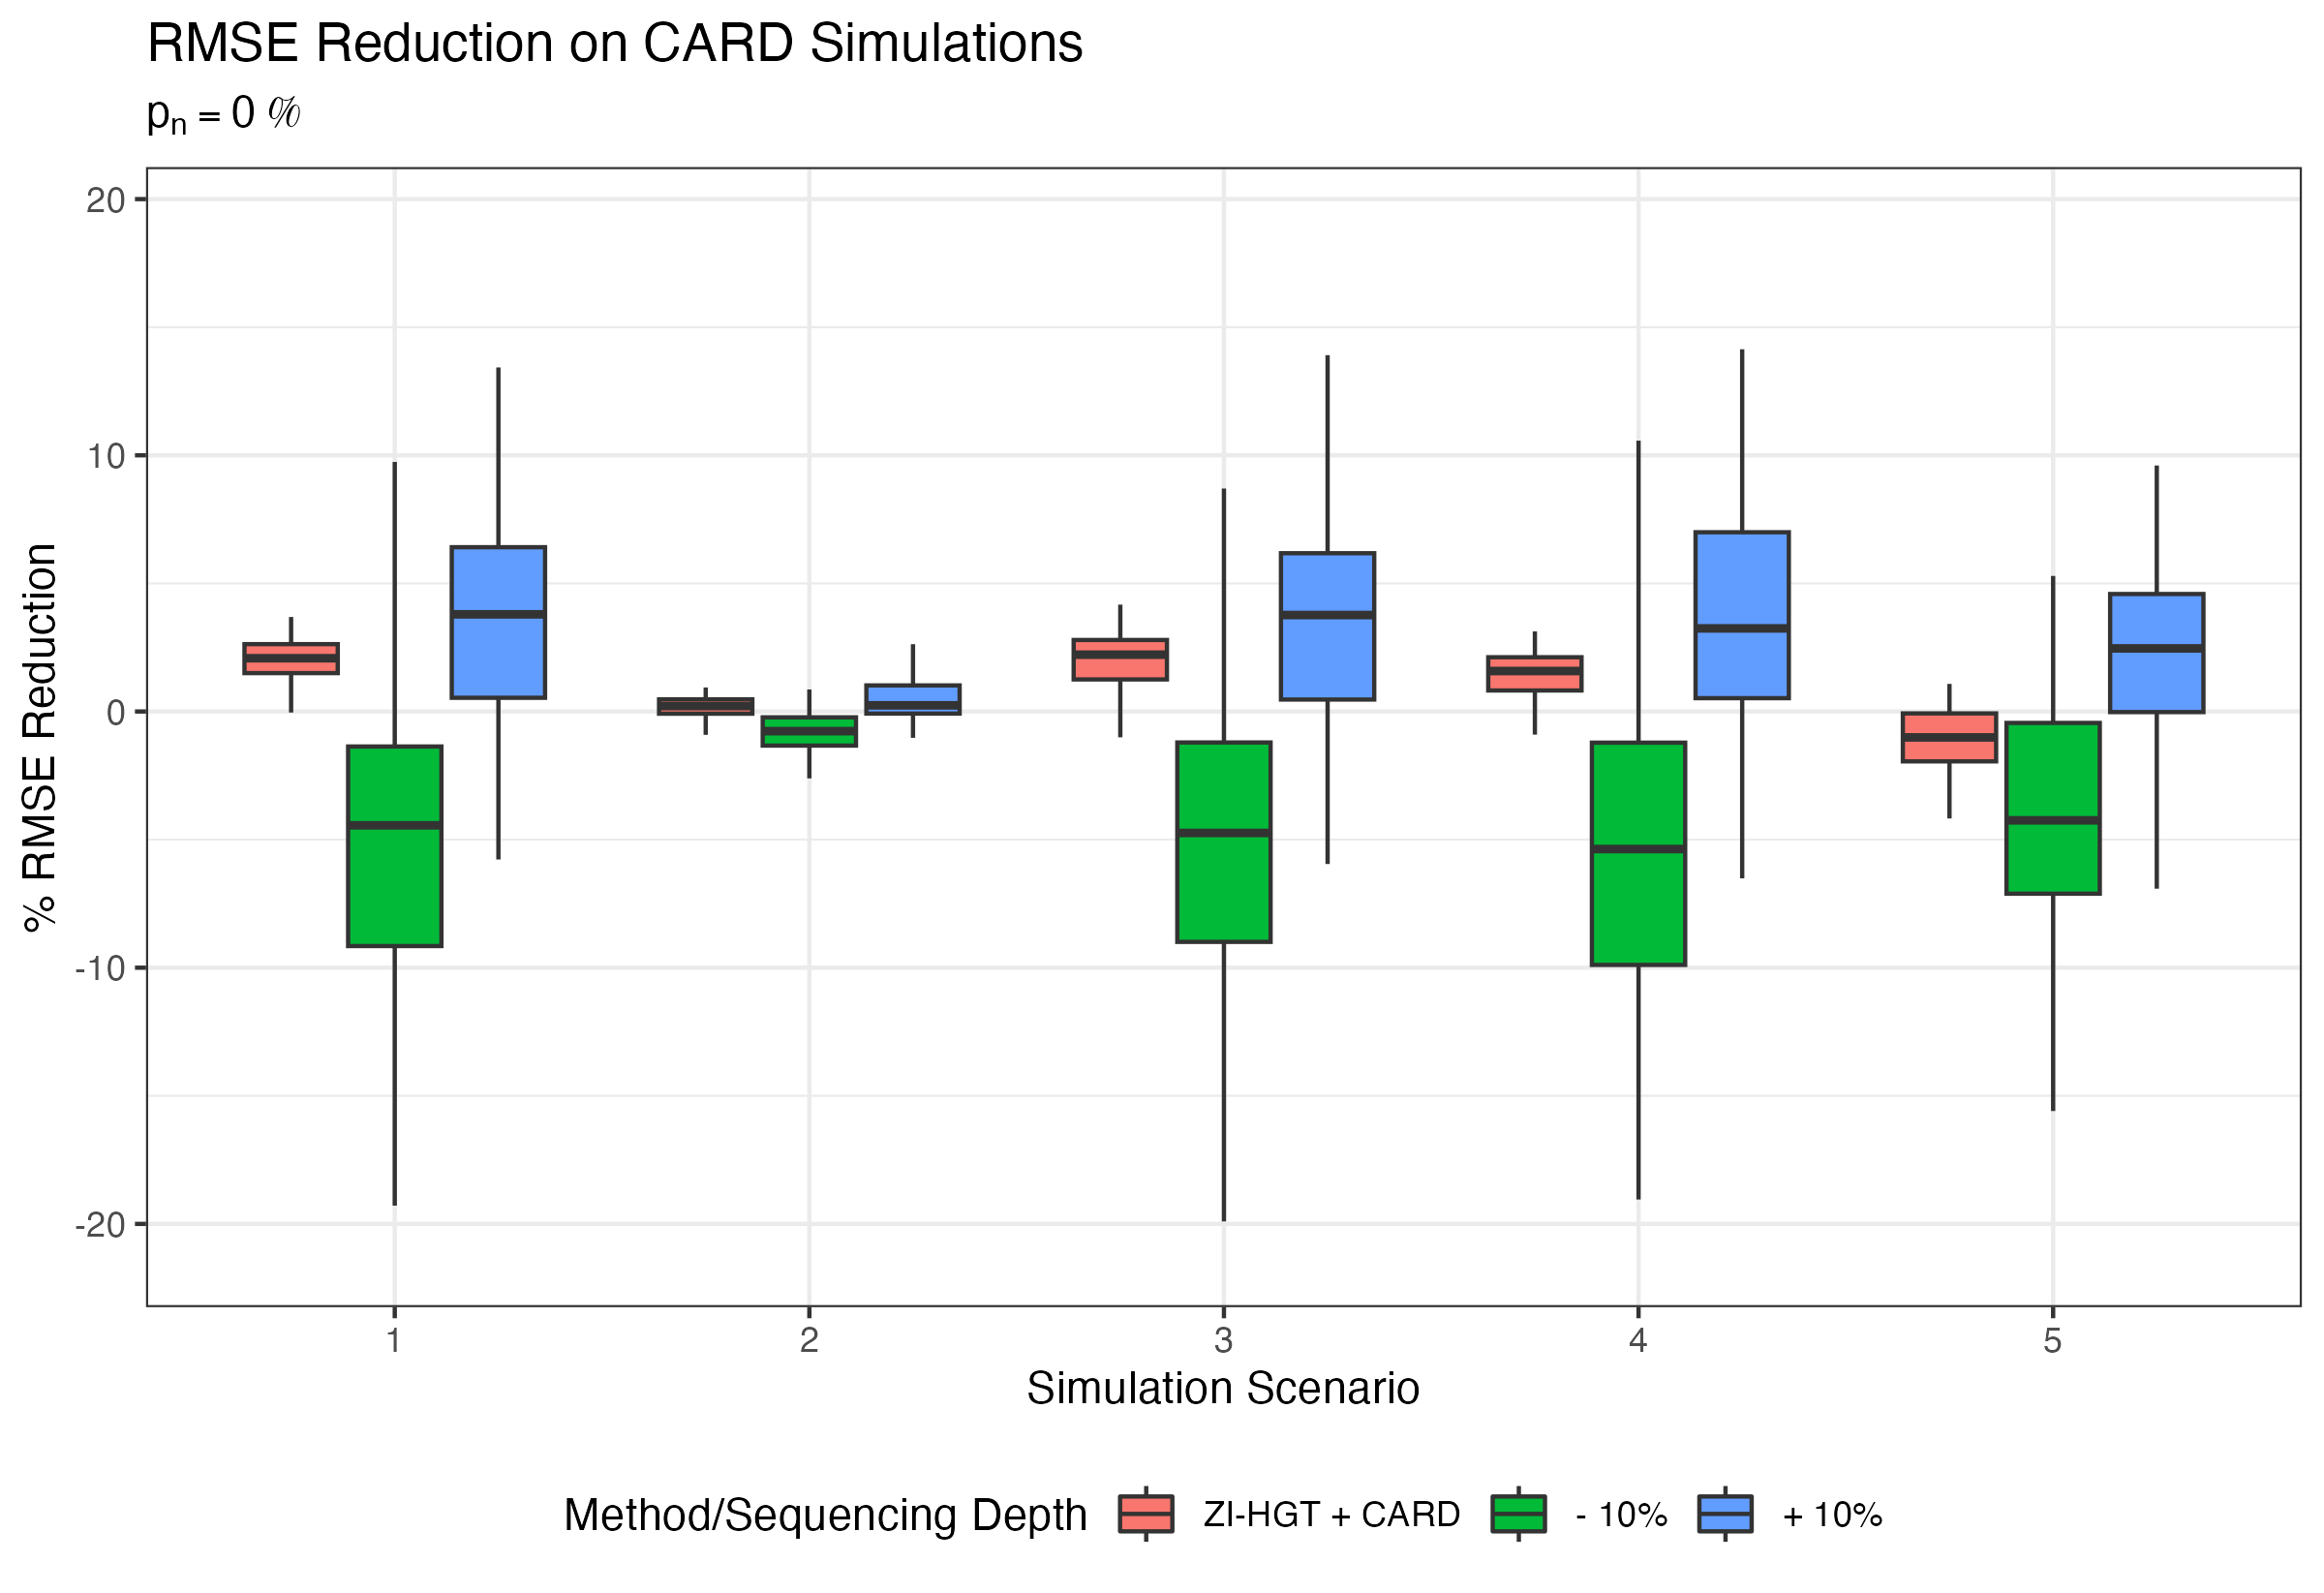 RMSE Reduction on CARD Simulations
pn = 0 %
% RMSE Reduction
20
10
0
-10
-20
1 2 3 4 5
Simulation Scenario
Method/Sequencing Depth ZI-HGT + CARD - 10% + 10%